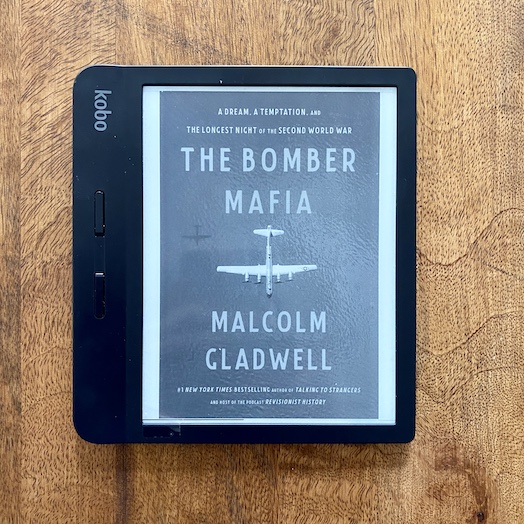 kobo
A DREAM, A TEMPTATION, AND
THE LONGEST NIGHT OF THE SECOND WORLD WAR
THE BOMBER
MAFIA
MALCOLM
GLADWELL
#1 NEW YORK TIMES BESTSELLING AUTHOR OF TALKING TO STRANGERS
AND HOST OF THE PODCAST REVISIONIST HISTORY